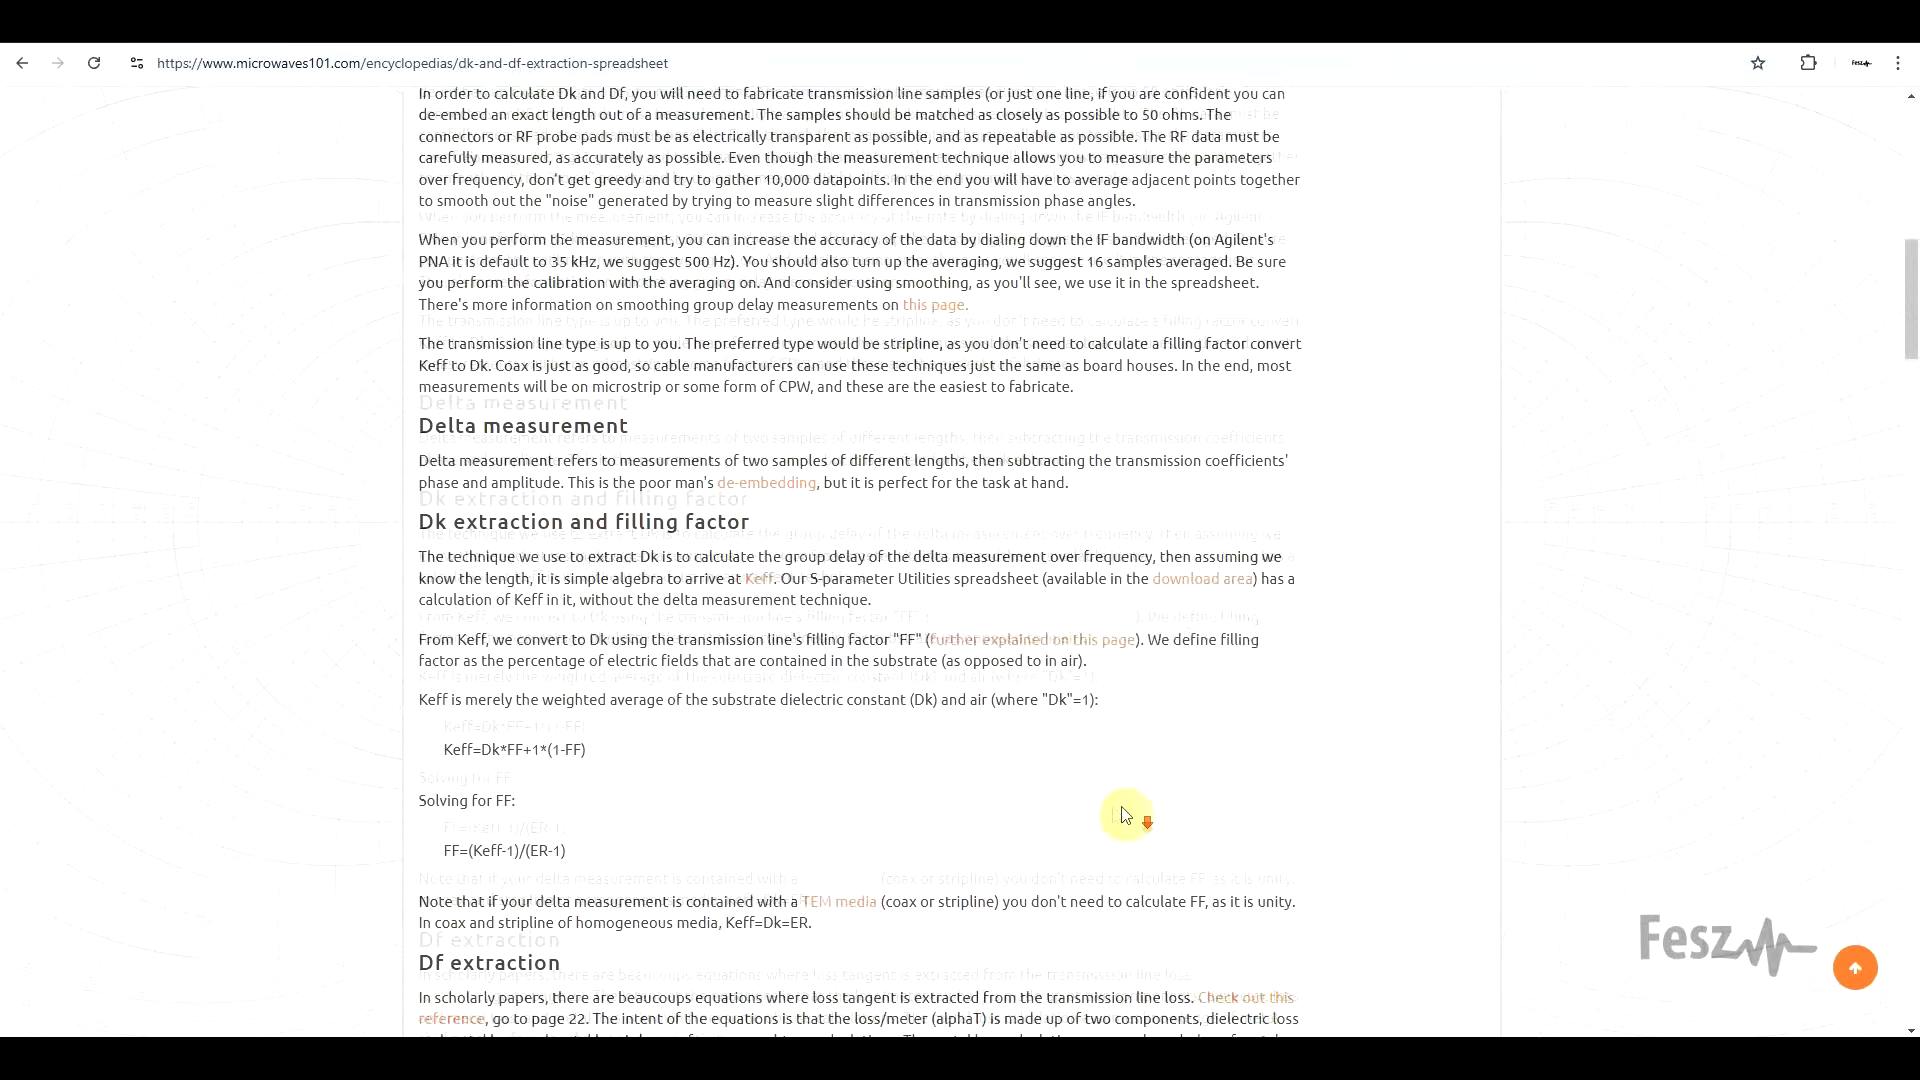 https://www.microwaves101.com/encyclopedias/dk-and-df-extraction-spreadsheet
Fesz
In order to calculate Dk and Df, you will need to fabricate transmission line samples (or just one line, if you are confident you can
de-embed an exact length out of a measurement. The samples should be matched as closely as possible to 50 ohms. The
connectors or RF probe pads must be as electrically transparent as possible, and as repeatable as possible. The RF data must be
carefully measured, as accurately as possible. Even though the measurement technique allows you to measure the parameters
over frequency, don't get greedy and try to gather 10,000 datapoints. In the end you will have to average adjacent points together
to smooth out the "noise" generated by trying to measure slight differences in transmission phase angles.
When you perform the measurement, you can increase the accuracy of the data by dialing down the IF bandwidth (on Agilent's
PNA it is default to 35 kHz, we suggest 500 Hz). You should also turn up the averaging, we suggest 16 samples averaged. Be sure
you perform the calibration with the averaging on. And consider using smoothing, as you'll see, we use it in the spreadsheet.
There's more information on smoothing group delay measurements on this page.
The transmission line type is up to you. The preferred type would be stripline, as you don't need to calculate a filling factor convert
Keff to Dk. Coax is just as good, so cable manufacturers can use these techniques just the same as board houses. In the end, most
measurements will be on microstrip or some form of CPW, and these are the easiest to fabricate.
Delta measurement
Delta measurement refers to measurements of two samples of different lengths, then subtracting the transmission coefficients'
phase and amplitude. This is the poor man's de-embedding, but it is perfect for the task at hand.
Dk extraction and filling factor
The technique we use to extract Dk is to calculate the group delay of the delta measurement over frequency, then assuming we
know the length, it is simple algebra to arrive at Keff. Our S-parameter Utilities spreadsheet (available in the download area) has a
calculation of Keff in it, without the delta measurement technique.
From Keff, we convert to Dk using the transmission line's filling factor "FF" (further explained on this page). We define filling
factor as the percentage of electric fields that are contained in the substrate (as opposed to in air).
Keff is merely the weighted average of the substrate dielectric constant (Dk) and air (where "Dk"=1):
Keff=Dk*FF+1*(1-FF)
Solving for FF:
FF=(Keff-1)/(ER-1)
Note that if your delta measurement is contained with a TEM media (coax or stripline) you don't need to calculate FF, as it is unity.
In coax and stripline of homogeneous media, Keff=Dk=ER.
Df extraction
In scholarly papers, there are beaucoups equations where loss tangent is extracted from the transmission line loss. Check out this
reference, go to page 22. The intent of the equations is that the loss/meter (alphaT) is made up of two components, dielectric loss
Fesz